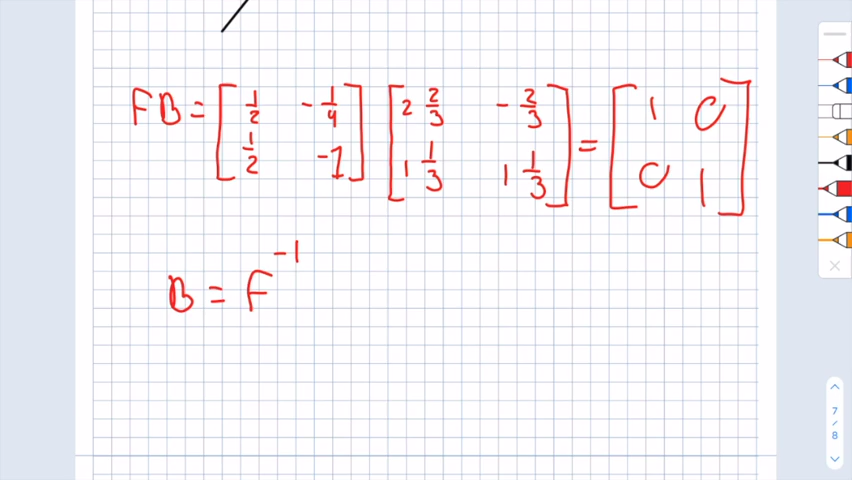 FB = [ 1/2 -1/4 ; 1/2 -1 ] [ 2 2/3 -2/3 ; 1 1/3 1 1/3 ] = [ 1 0 ; 0 1 ]
B = F^-1
7
/
8